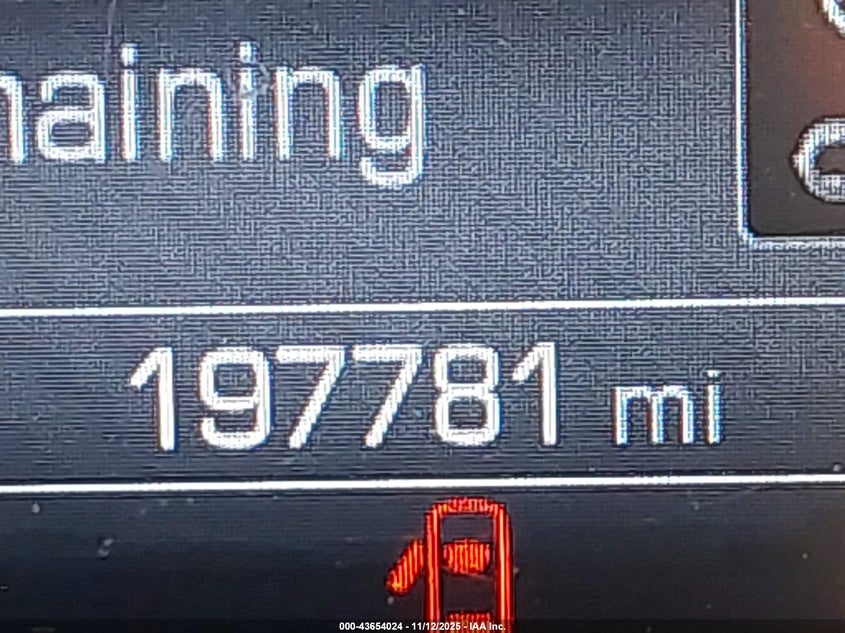 naining
197781 mi
000-43654024 - 11/12/2025 - IAA Inc.